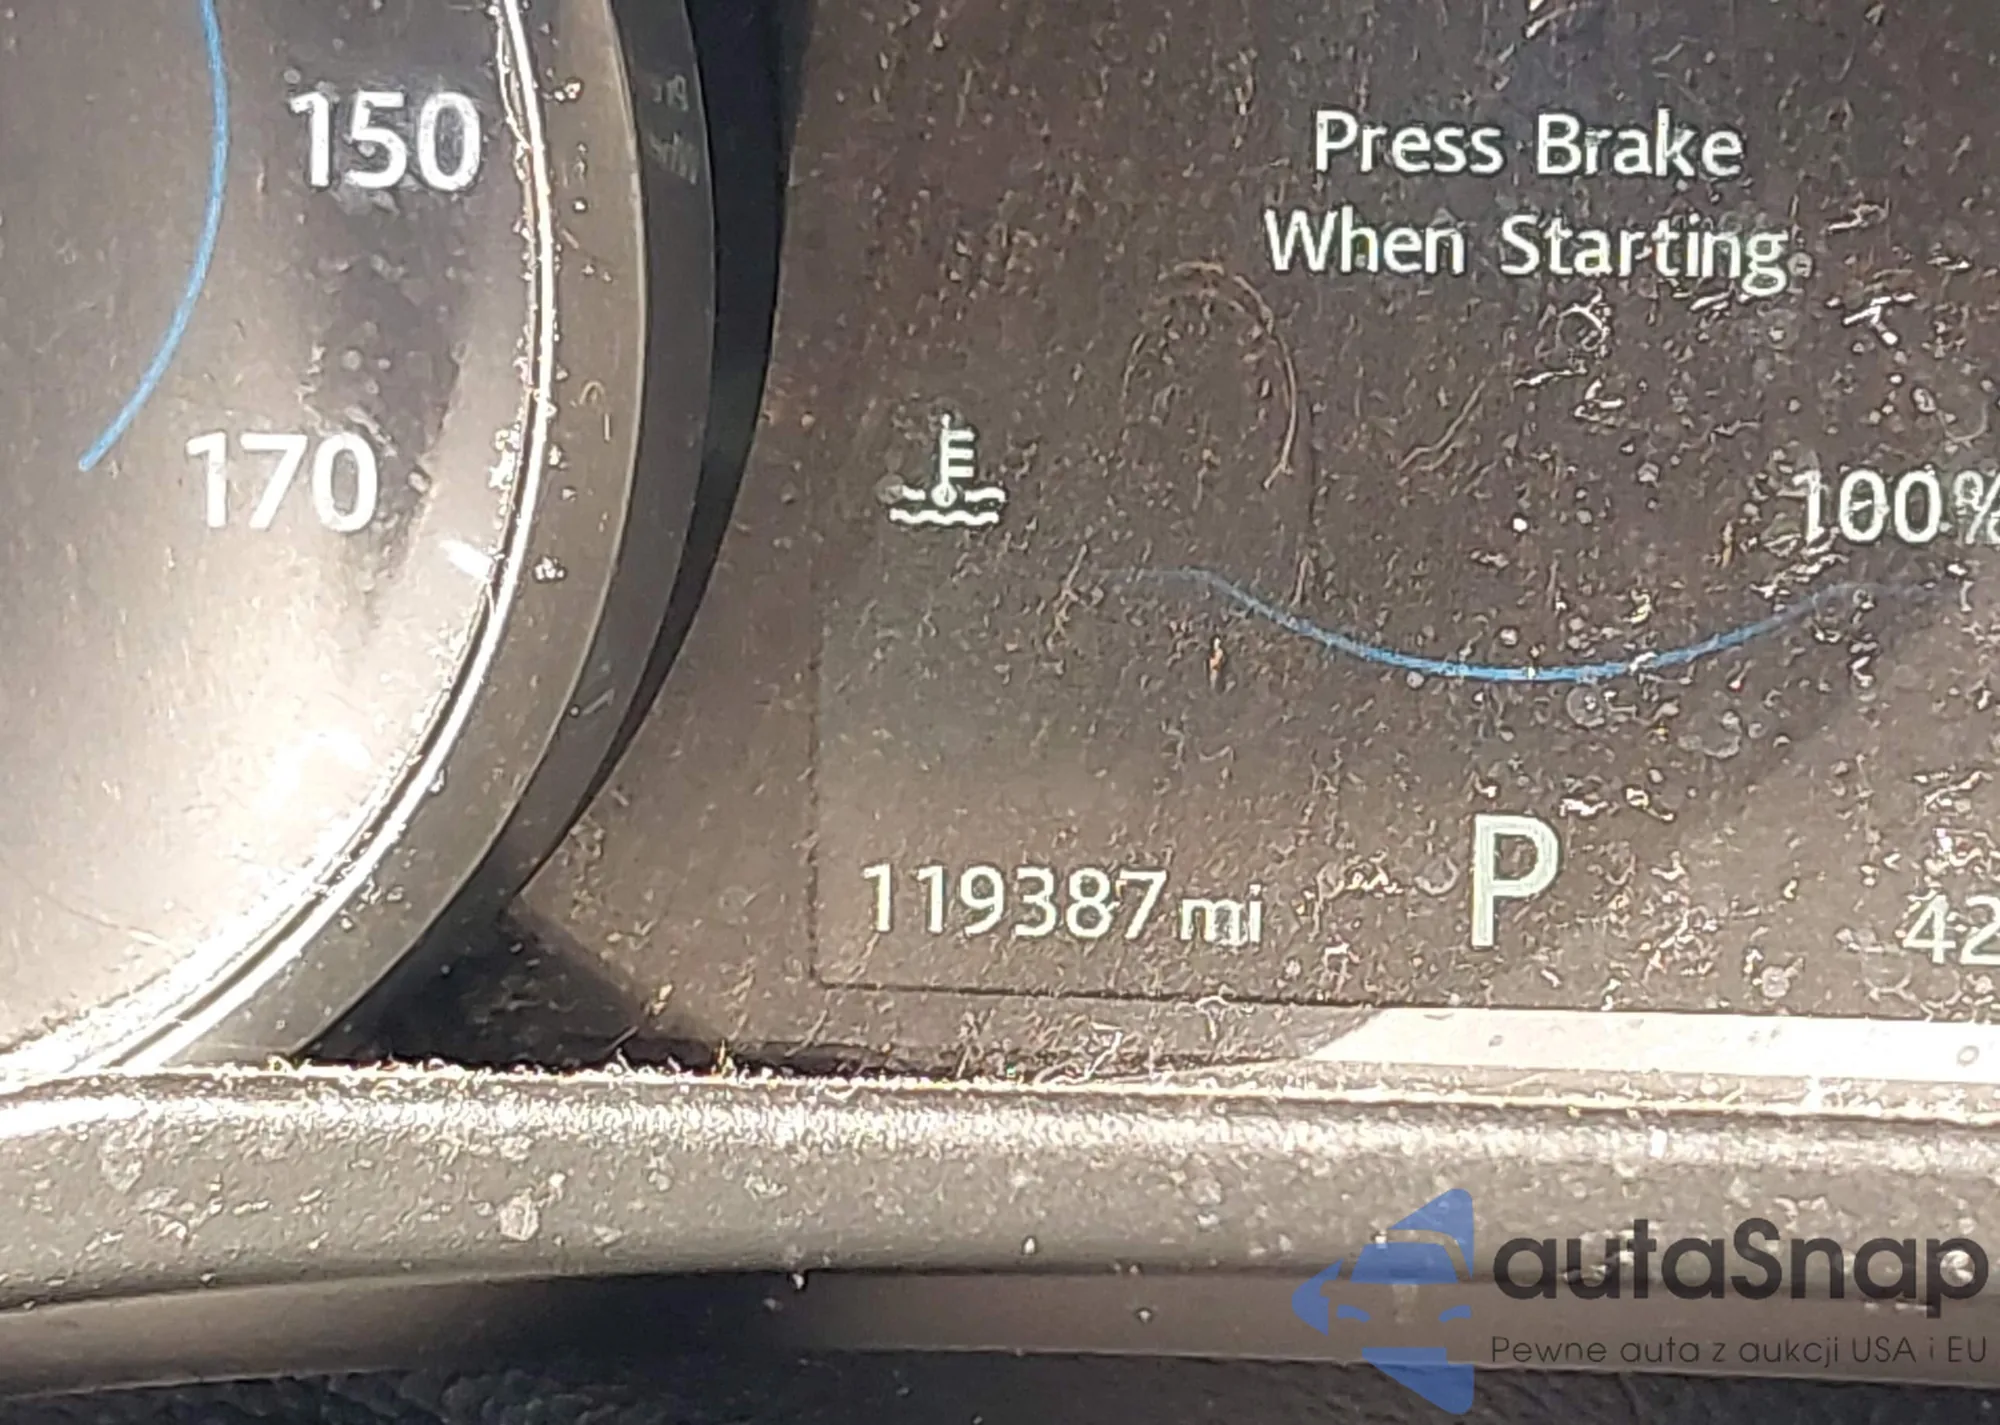 150
170
Press Brake
When Starting
100%
119387 mi
P
42
autaSnap
Pewne auta z aukcji USA i EU